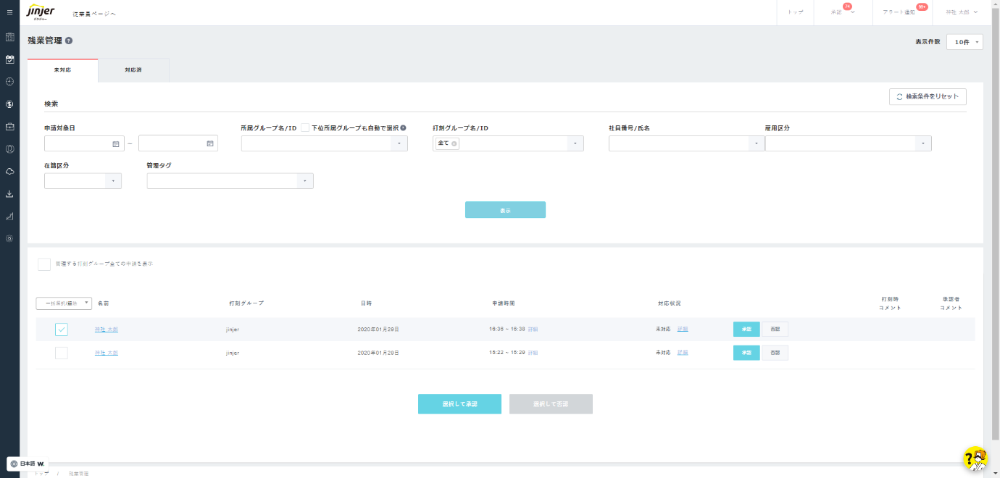 jinjer
ジンジャー
従業員ページへ
トップ
承認
74
アラート通知
99+
神社 太郎
残業管理
表示件数
10件
未対応
対応済
検索
検索条件をリセット
申請対象日
~
所属グループ名/ID
下位所属グループも自動で選択
打刻グループ名/ID
全て
社員番号/氏名
雇用区分
在籍区分
管理タグ
表示
管理する打刻グループ全ての申請を表示
一括選択/解除
名前
打刻グループ
日時
申請時間
対応状況
打刻時
コメント
承認者
コメント
神社 太郎
jinjer
2020年01月29日
16:36 ~ 16:38 詳細
未対応 詳細
承認
否認
神社 太郎
jinjer
2020年01月29日
15:22 ~ 15:29 詳細
未対応 詳細
承認
否認
選択して承認
選択して否認
日本語 W.
トップ / 残業管理
?